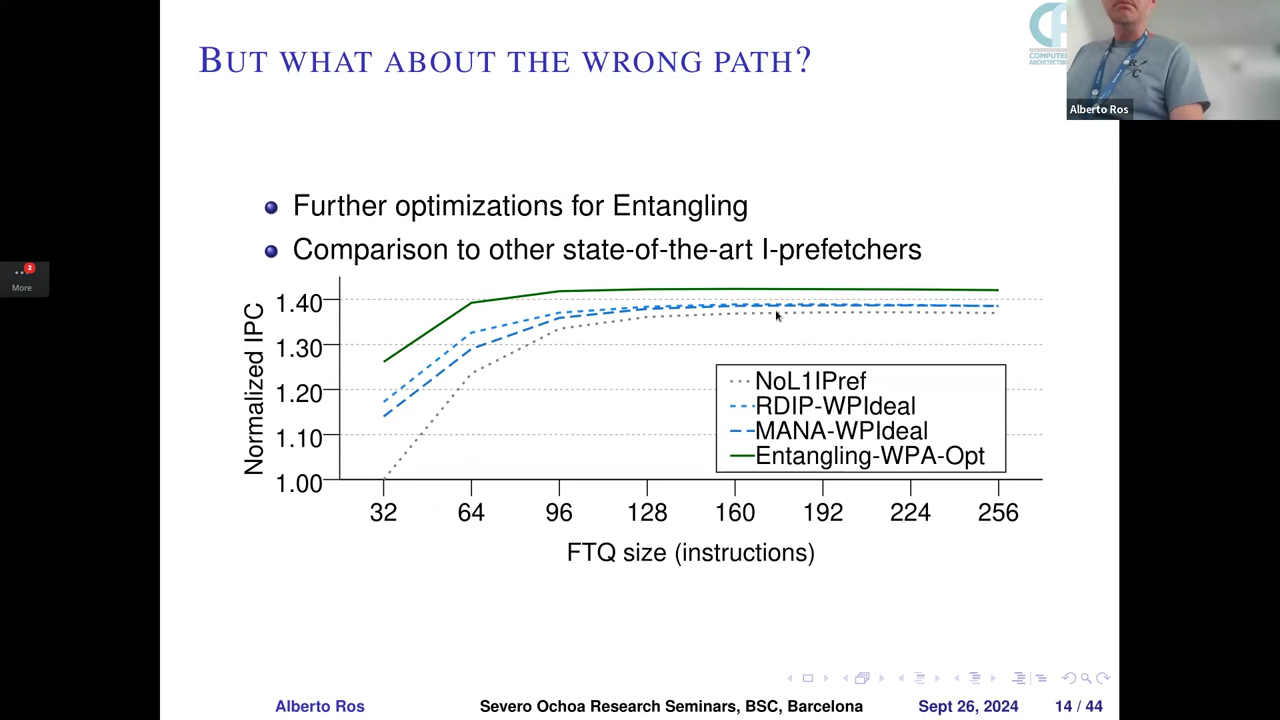 BUT WHAT ABOUT THE WRONG PATH?
COMPUTE
ARCHITECTUR
Alberto Ros
Further optimizations for Entangling
Comparison to other state-of-the-art I-prefetchers
2
More
Normalized IPC
1.40
1.30
1.20
1.10
1.00
NoL1IPref
RDIP-WPIdeal
MANA-WPIdeal
Entangling-WPA-Opt
32 64 96 128 160 192 224 256
FTQ size (instructions)
Alberto Ros Severo Ochoa Research Seminars, BSC, Barcelona Sept 26, 2024 14 / 44